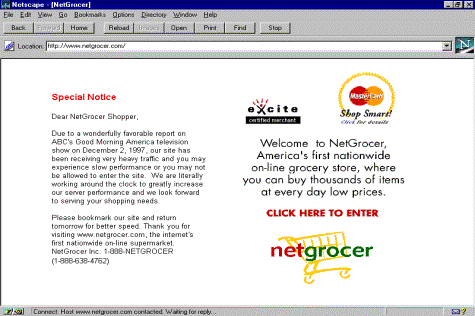 Netscape - [NetGrocer]
File Edit View Go Bookmarks Options Directory Window Help
Back Forward Home Reload Images Open Print Find Stop
Location: http://www.netgrocer.com/
N
Special Notice
Dear NetGrocer Shopper,
Due to a wonderfully favorable report on
ABC's Good Morning America television
show on December 2, 1997, our site has
been receiving very heavy traffic and you may
experience slow performance or you may not
be allowed to enter the site. We are literally
working around the clock to greatly increase
our server performance and we look forward
to serving your shopping needs.
Please bookmark our site and return
tomorrow for better speed. Thank you for
visiting www.netgrocer.com, the internet's
first nationwide on-line supermarket.
NetGrocer Inc. 1-888-NETGROCER
(1-888-638-4762)
excite
certified merchant
MasterCard
Shop Smart!
Click for details
Welcome to NetGrocer,
America's first nationwide
on-line grocery store, where
you can buy thousands of items
at every day low prices.
CLICK HERE TO ENTER
netgrocer
Connect: Host www.netgrocer.com contacted. Waiting for reply...